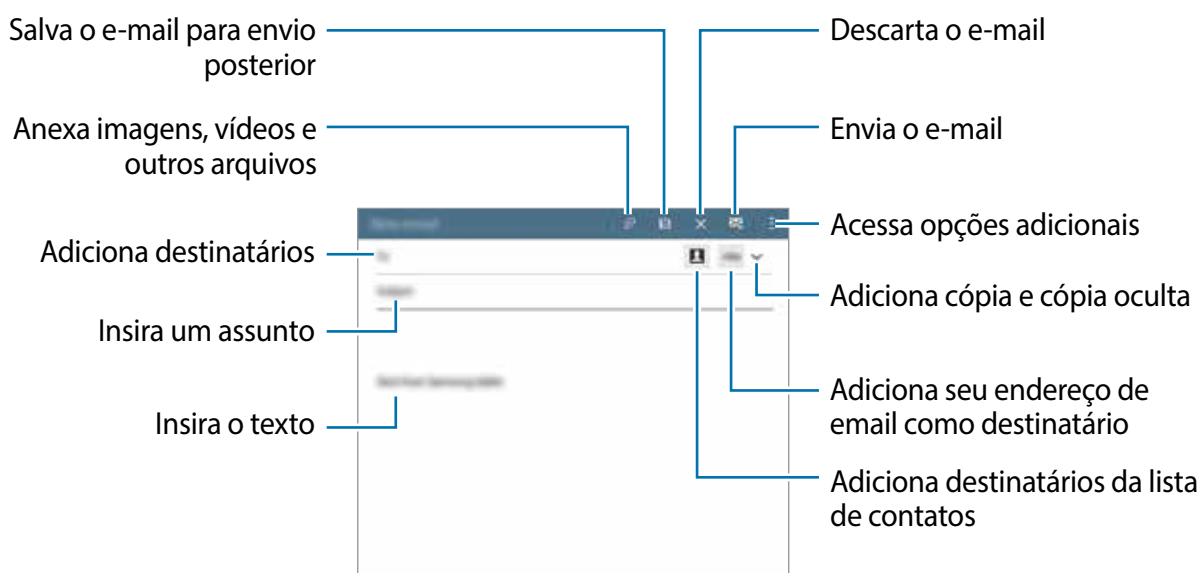 Salva o e-mail para envio
posterior
Anexa imagens, vídeos e
outros arquivos
Adiciona destinatários
Insira um assunto
Insira o texto
Descarta o e-mail
Envia o e-mail
Acessa opções adicionais
Adiciona cópia e cópia oculta
Adiciona seu endereço de
email como destinatário
Adiciona destinatários da lista
de contatos